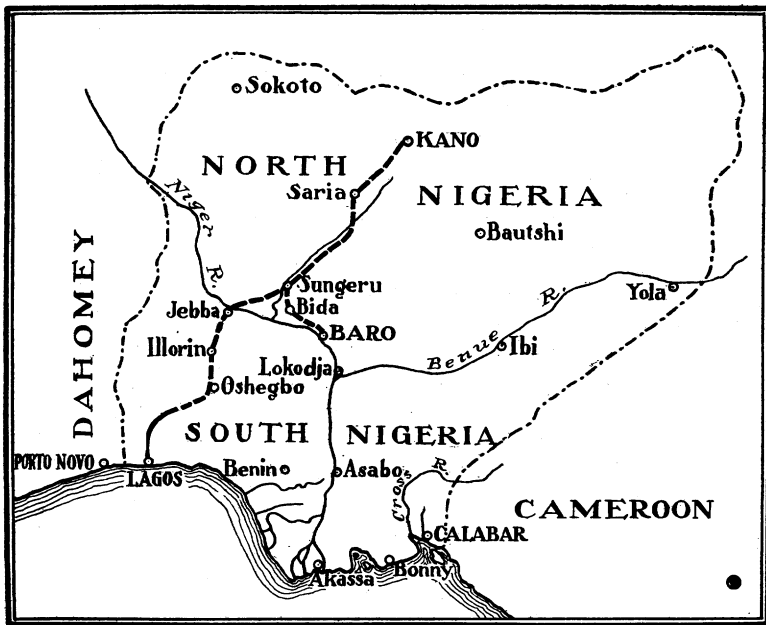 Sokoto
KANO
NORTH
Saria
NIGERIA
Niger
R.
Bautshi
DAHOMEY
Sungeru
Yola
Jebba
Bida
BARO
Benue R.
Illorin
Ibi
Lokodja
Oshegbo
SOUTH NIGERIA
PORTO NOVO
LAGOS
Benin
Asabo
Cross R.
CAMEROON
CALABAR
Akassa
Bonny